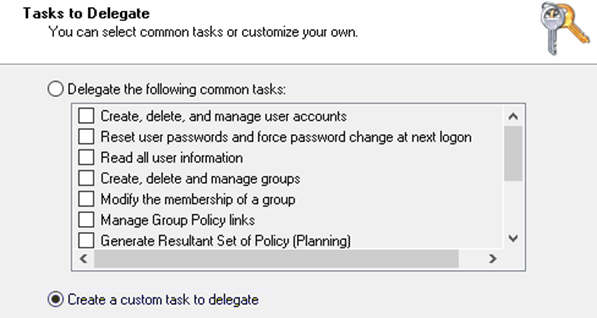 Tasks to Delegate
You can select common tasks or customize your own.
Delegate the following common tasks:
Create, delete, and manage user accounts
Reset user passwords and force password change at next logon
Read all user information
Create, delete and manage groups
Modify the membership of a group
Manage Group Policy links
Generate Resultant Set of Policy (Planning)
Create a custom task to delegate